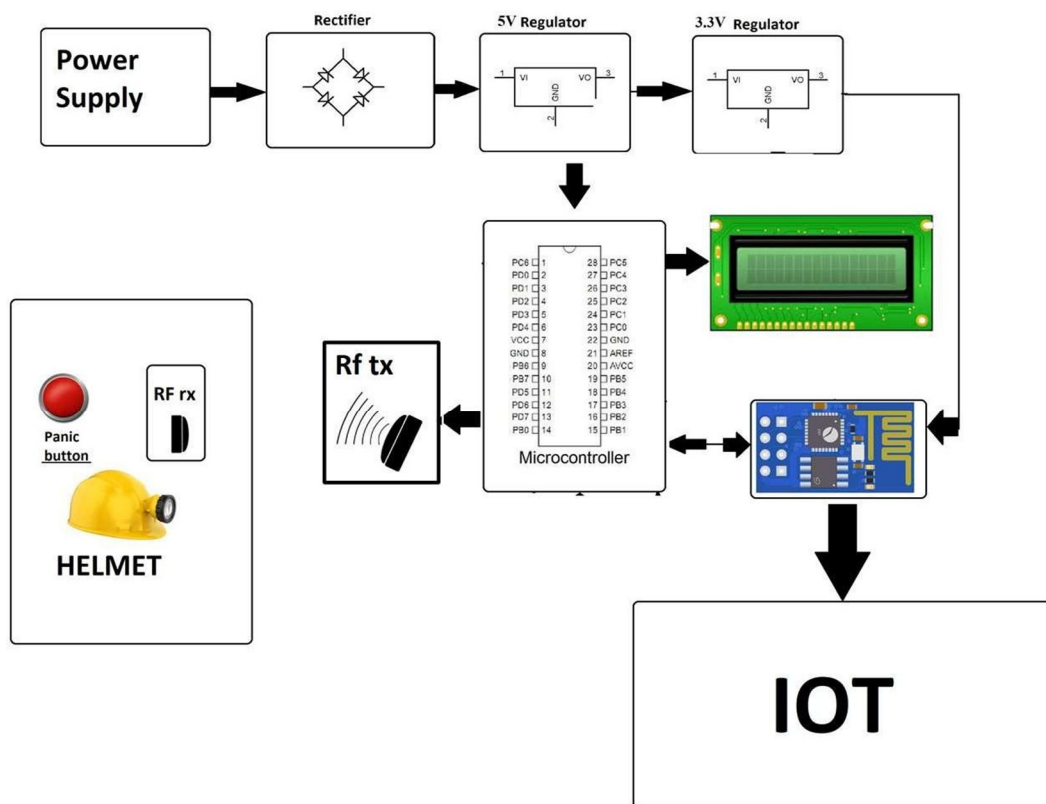 Rectifier
5V Regulator
3.3V Regulator
Power
Supply
1
VI
VO
3
GND
2
1
VI
VO
3
GND
2
PC6 1 28 PC5
PD0 2 27 PC4
PD1 3 26 PC3
PD2 4 25 PC2
PD3 5 24 PC1
PD4 6 23 PC0
VCC 7 22 GND
GND 8 21 AREF
PB6 9 20 AVCC
PB7 10 19 PB5
PD5 11 18 PB4
PD6 12 17 PB3
PD7 13 16 PB2
PB0 14 15 PB1
Microcontroller
Rf tx
RF rx
Panic
button
HELMET
IOT